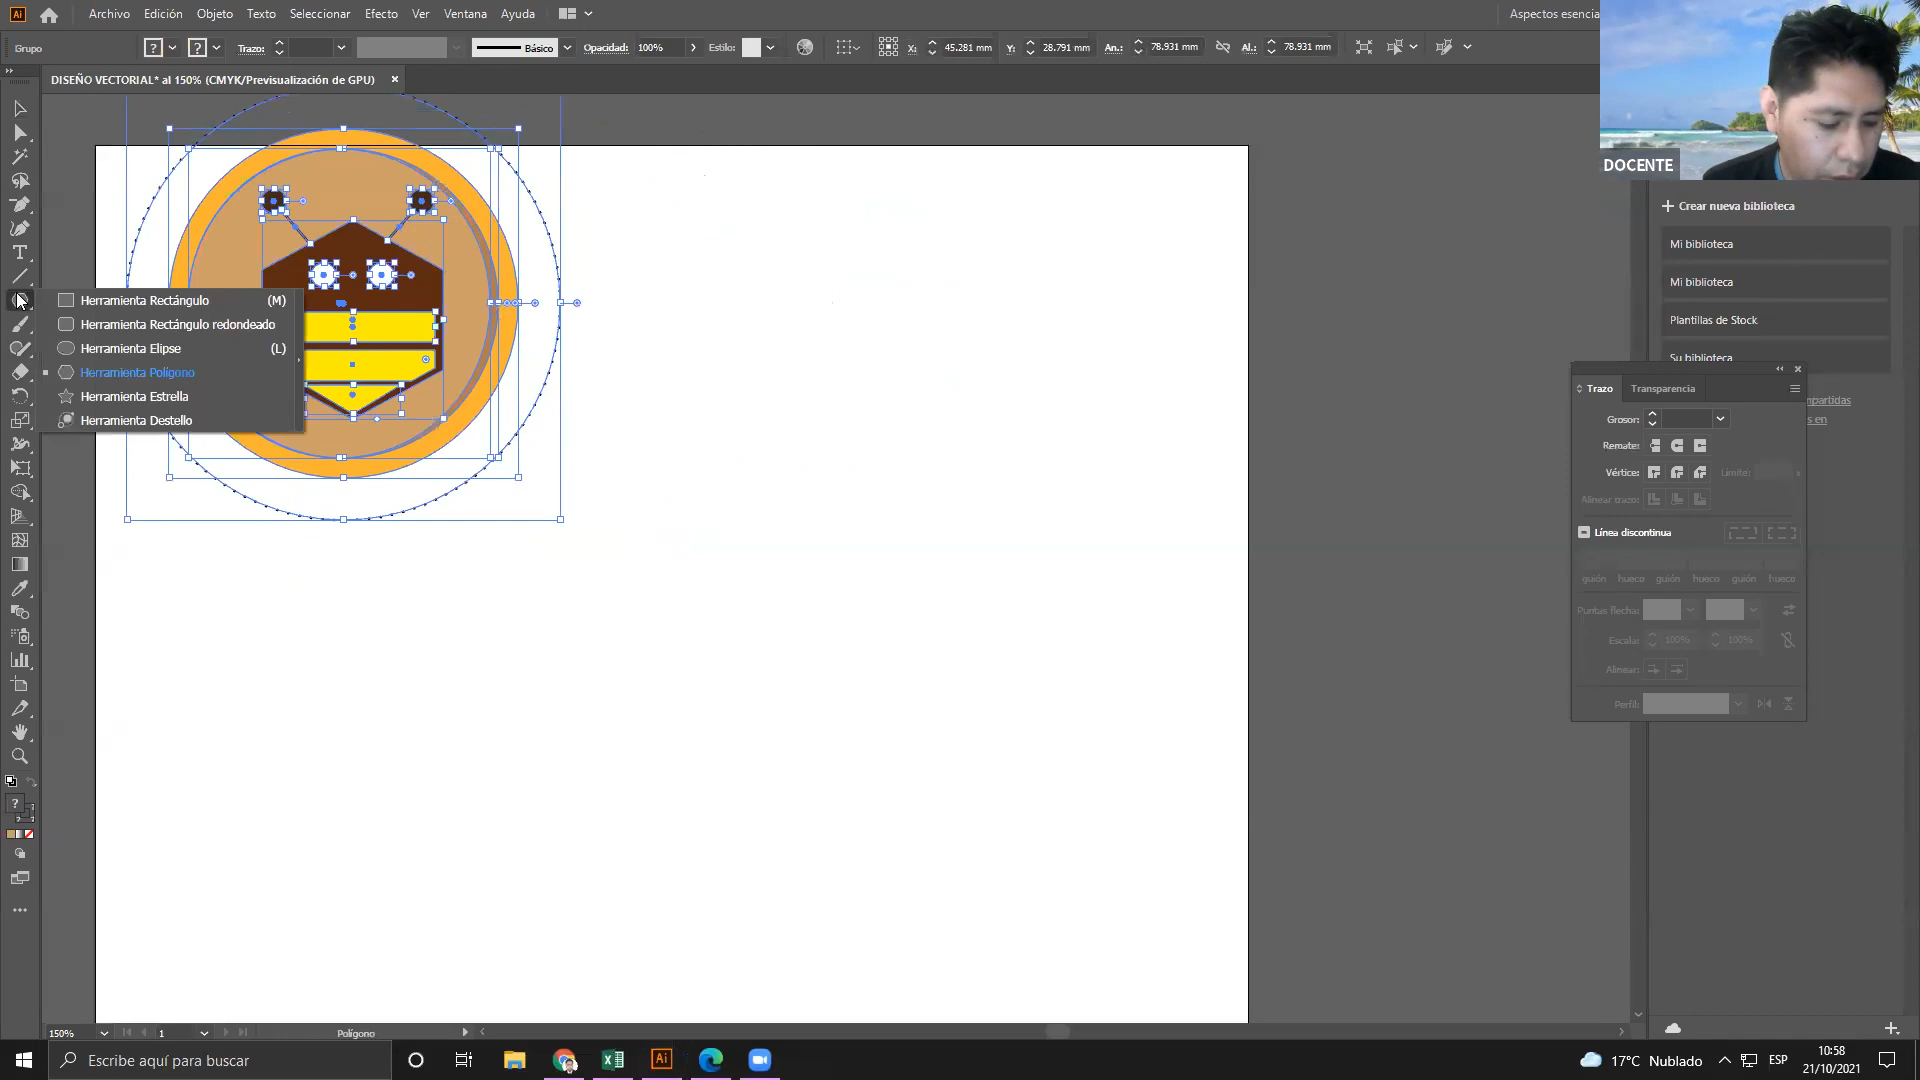 Ai Archivo Edición Objeto Texto Seleccionar Efecto Ver Ventana Ayuda Aspectos esencia
Grupo ? ? Trazo: Básico Opacidad: 100% Estilo: X: 45.281 mm Y: 28.791 mm An.: 78.931 mm Al.: 78.931 mm
DISEÑO VECTORIAL* al 150% (CMYK/Previsualización de GPU) ×
DOCENTE
Crear nueva biblioteca
Mi biblioteca
Mi biblioteca
Plantillas de Stock
Su biblioteca
Herramienta Rectángulo (M)
Herramienta Rectángulo redondeado
Herramienta Elipse (L)
Herramienta Polígono
Herramienta Estrella
Herramienta Destello
Trazo Transparencia
mpartidas
Grosor:
s en
Remate:
Vértice: Límite: x
Alinear trazo:
Línea discontinua
guión hueco guión hueco guión hueco
Puntas flecha:
Escala: 100% 100%
Alinear:
Perfil:
?
150% 1 Polígono
Escribe aquí para buscar
Ai
17°C Nublado ESP
10:58
21/10/2021